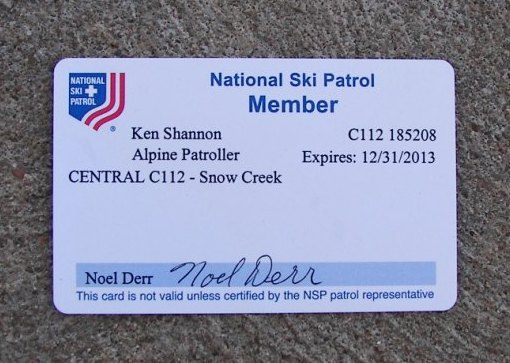 NATIONAL
SKI
PATROL
®
National Ski Patrol
Member
Ken Shannon C112 185208
Alpine Patroller Expires: 12/31/2013
CENTRAL C112 - Snow Creek
Noel Derr Noel Derr
This card is not valid unless certified by the NSP patrol representative